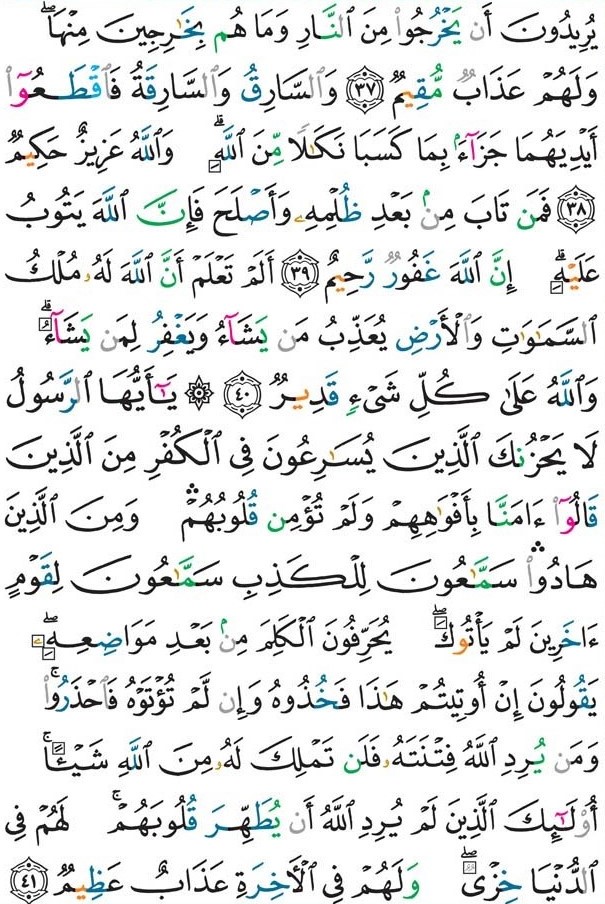 يُرِيدُونَ أَن يَخْرُجُوا۟ مِنَ ٱلنَّارِ وَمَا هُم بِخَـٰرِجِينَ مِنْهَا ۖ
وَلَهُمْ عَذَابٌ مُّقِيمٌ ﴿٣٧﴾ وَٱلسَّارِقُ وَٱلسَّارِقَةُ فَٱقْطَعُوٓا۟
أَيْدِيَهُمَا جَزَآءًۢ بِمَا كَسَبَا نَكَـٰلًا مِّنَ ٱللَّهِ ۗ وَٱللَّهُ عَزِيزٌ حَكِيمٌ
﴿٣٨﴾ فَمَن تَابَ مِنۢ بَعْدِ ظُلْمِهِۦ وَأَصْلَحَ فَإِنَّ ٱللَّهَ يَتُوبُ
عَلَيْهِ ۗ إِنَّ ٱللَّهَ غَفُورٌ رَّحِيمٌ ﴿٣٩﴾ أَلَمْ تَعْلَمْ أَنَّ ٱللَّهَ لَهُۥ مُلْكُ
ٱلسَّمَـٰوَٰتِ وَٱلْأَرْضِ يُعَذِّبُ مَن يَشَآءُ وَيَغْفِرُ لِمَن يَشَآءُ ۗ
وَٱللَّهُ عَلَىٰ كُلِّ شَىْءٍ قَدِيرٌ ﴿٤٠﴾ ۞ يَـٰٓأَيُّهَا ٱلرَّسُولُ
لَا يَحْزُنكَ ٱلَّذِينَ يُسَـٰرِعُونَ فِى ٱلْكُفْرِ مِنَ ٱلَّذِينَ
قَالُوٓا۟ ءَامَنَّا بِأَفْوَٰهِهِمْ وَلَمْ تُؤْمِن قُلُوبُهُمْ ۛ وَمِنَ ٱلَّذِينَ
هَادُوا۟ ۛ سَمَّـٰعُونَ لِلْكَذِبِ سَمَّـٰعُونَ لِقَوْمٍ
ءَاخَرِينَ لَمْ يَأْتُوكَ ۖ يُحَرِّفُونَ ٱلْكَلِمَ مِنۢ بَعْدِ مَوَاضِعِهِۦ ۖ
يَقُولُونَ إِنْ أُوتِيتُمْ هَـٰذَا فَخُذُوهُ وَإِن لَّمْ تُؤْتَوْهُ فَٱحْذَرُوا۟ ۚ
وَمَن يُرِدِ ٱللَّهُ فِتْنَتَهُۥ فَلَن تَمْلِكَ لَهُۥ مِنَ ٱللَّهِ شَيْـًٔا ۚ
أُو۟لَـٰٓئِكَ ٱلَّذِينَ لَمْ يُرِدِ ٱللَّهُ أَن يُطَهِّرَ قُلُوبَهُمْ ۚ لَهُمْ فِى
ٱلدُّنْيَا خِزْىٌ ۖ وَلَهُمْ فِى ٱلْـَٔاخِرَةِ عَذَابٌ عَظِيمٌ ﴿٤١﴾